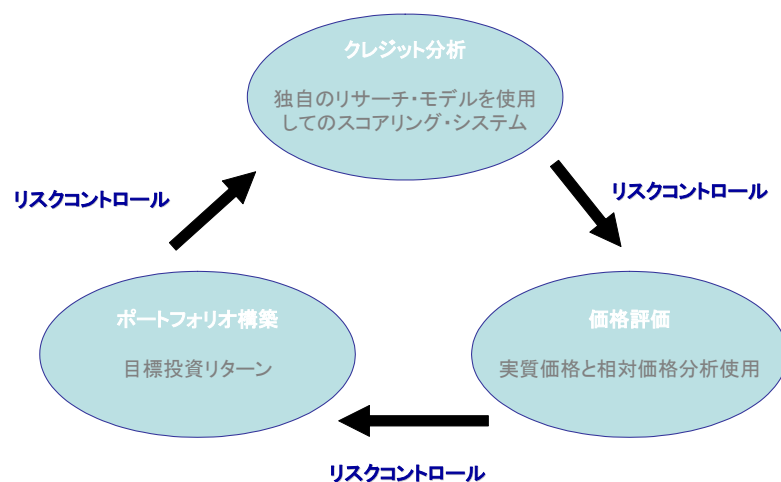 クレジット分析
独自のリサーチ・モデルを使用
してのスコアリング・システム
リスクコントロール
リスクコントロール
ポートフォリオ構築
目標投資リターン
価格評価
実質価格と相対価格分析使用
リスクコントロール